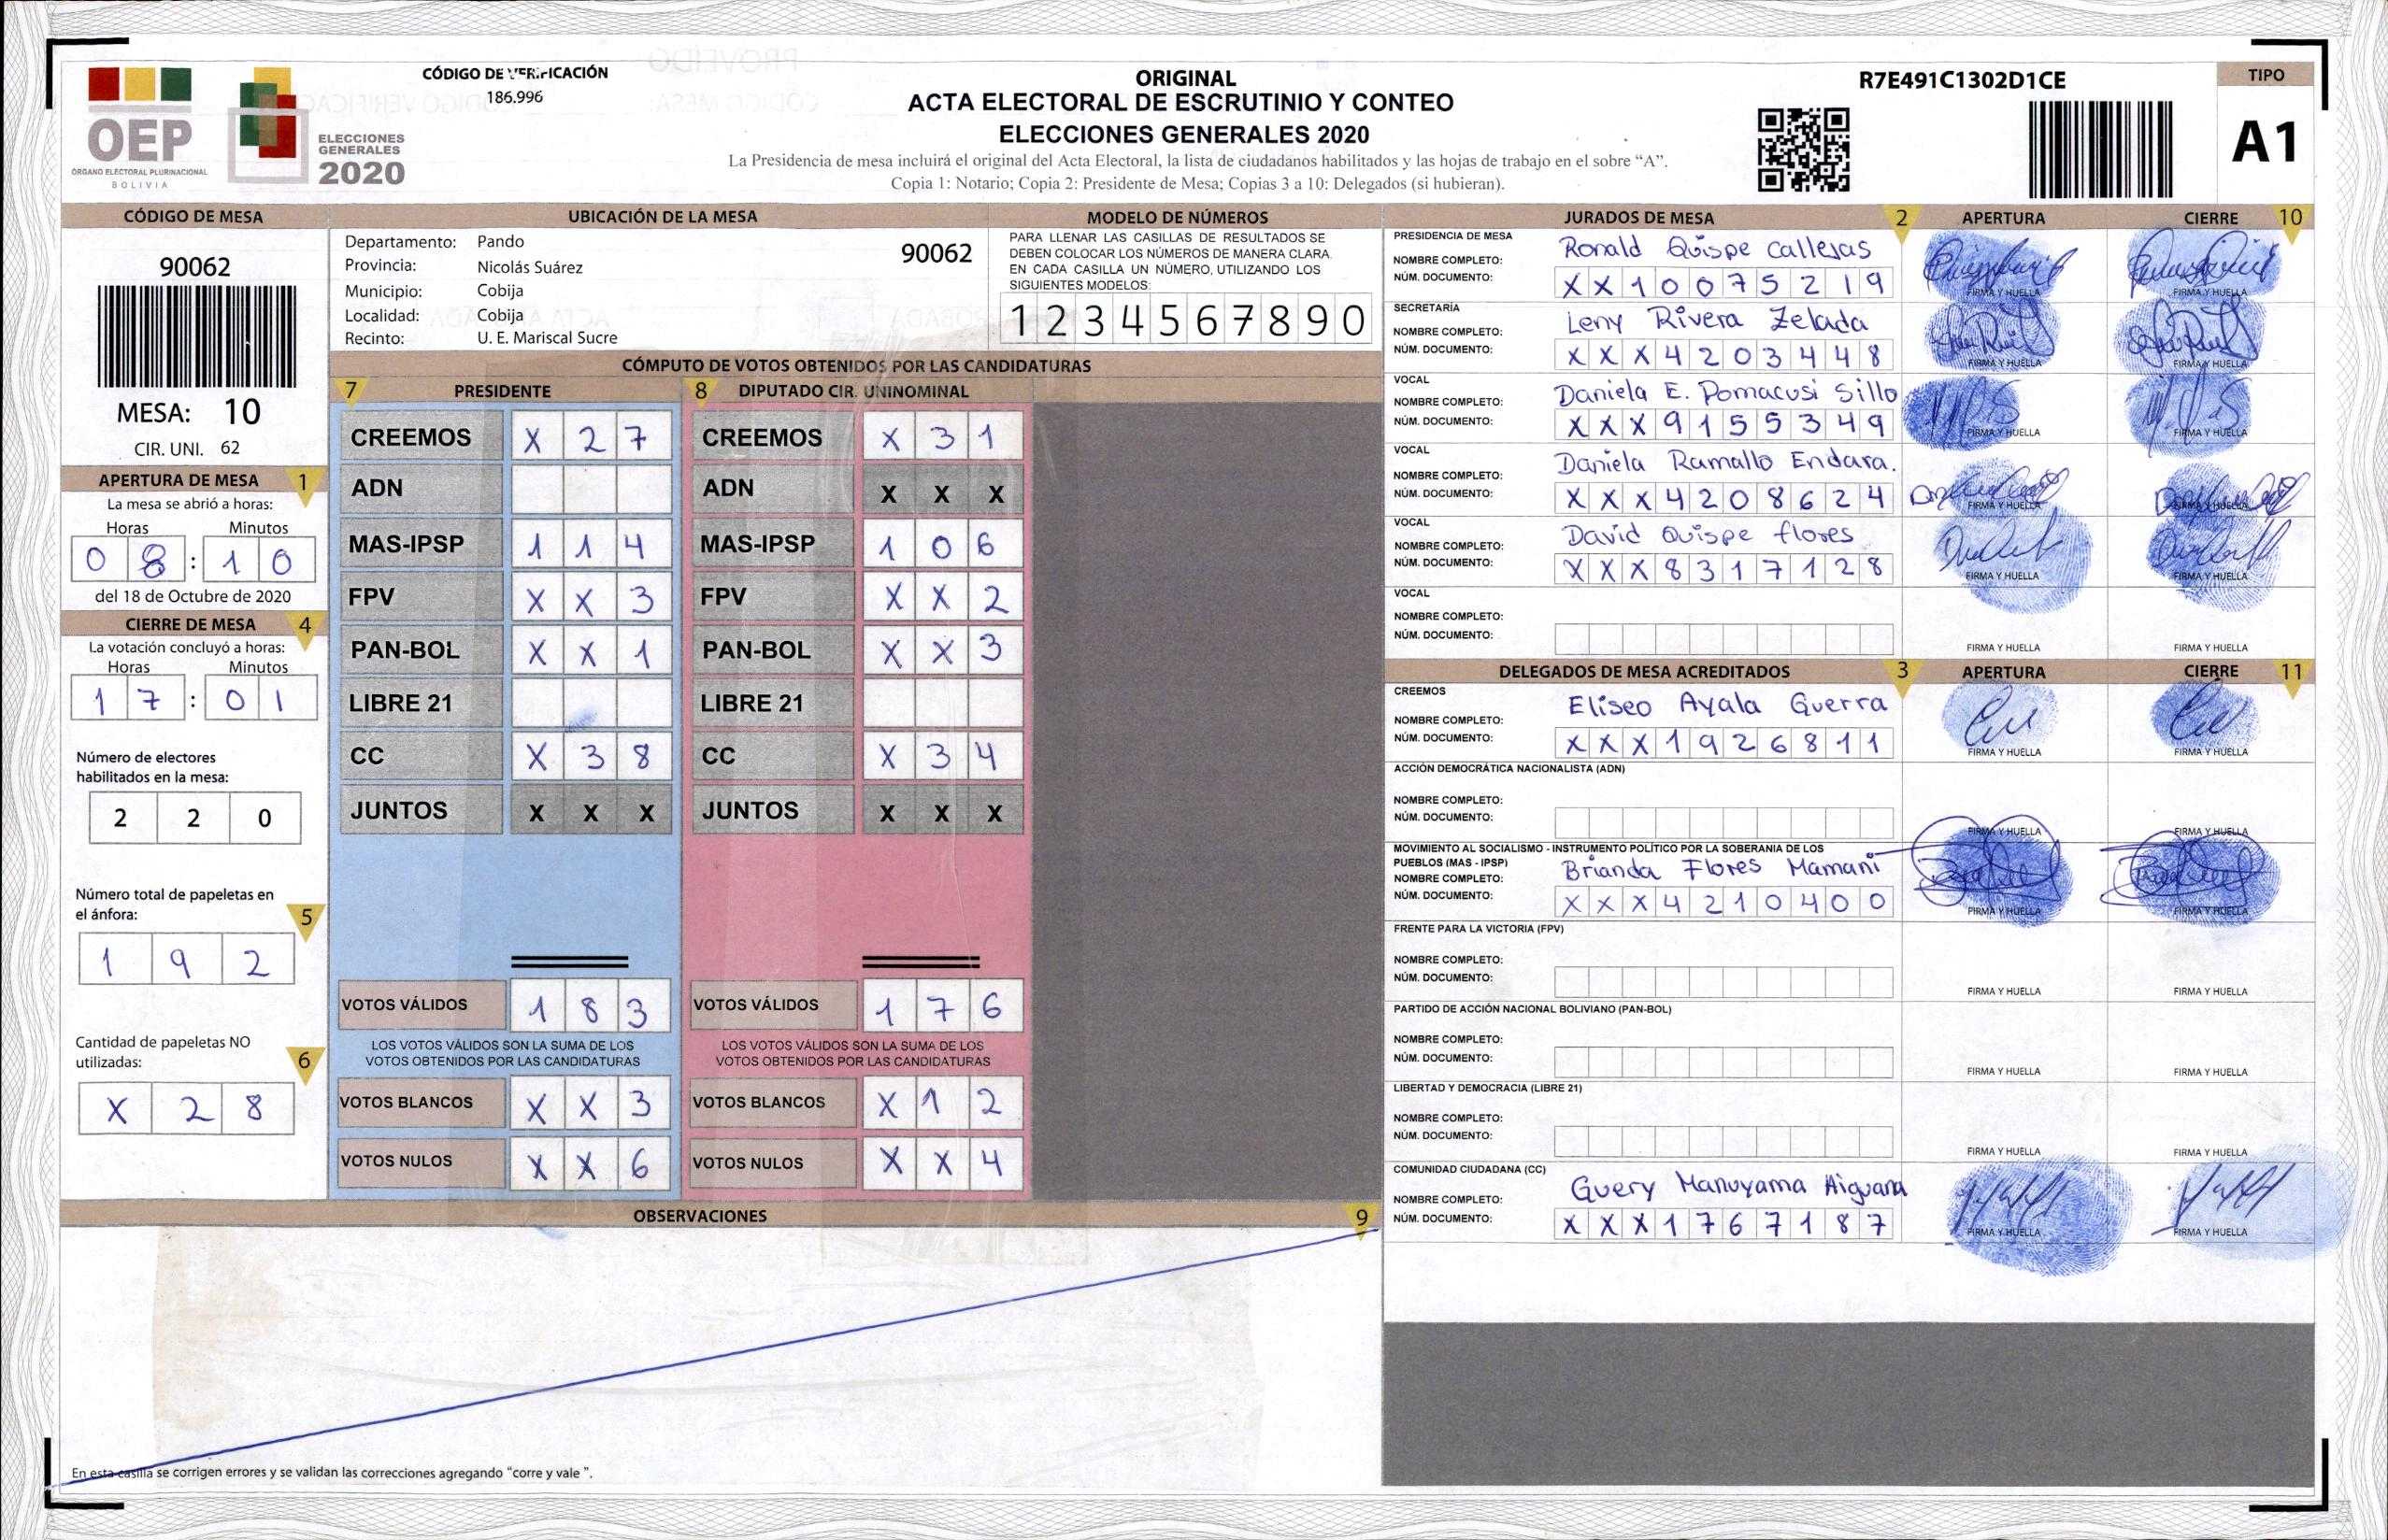 CÓDIGO DE VERIFICACIÓN
186.996
OEP
ÓRGANO ELECTORAL PLURINACIONAL
BOLIVIA
ELECCIONES
GENERALES
2020
ORIGINAL
ACTA ELECTORAL DE ESCRUTINIO Y CONTEO
ELECCIONES GENERALES 2020
La Presidencia de mesa incluirá el original del Acta Electoral, la lista de ciudadanos habilitados y las hojas de trabajo en el sobre “A”.
Copia 1: Notario; Copia 2: Presidente de Mesa; Copias 3 a 10: Delegados (si hubieran).
R7E491C1302D1CE
TIPO
A1
CÓDIGO DE MESA
90062
MESA: 10
CIR. UNI. 62
APERTURA DE MESA 1
La mesa se abrió a horas:
Horas Minutos
0 8 : 1 0
del 18 de Octubre de 2020
CIERRE DE MESA 4
La votación concluyó a horas:
Horas Minutos
1 7 : 0 1
Número de electores
habilitados en la mesa:
2 2 0
Número total de papeletas en
el ánfora: 5
1 9 2
Cantidad de papeletas NO
utilizadas: 6
X 2 8
UBICACIÓN DE LA MESA
Departamento: Pando
90062
Provincia: Nicolás Suárez
Municipio: Cobija
Localidad: Cobija
Recinto: U. E. Mariscal Sucre
MODELO DE NÚMEROS
PARA LLENAR LAS CASILLAS DE RESULTADOS SE
DEBEN COLOCAR LOS NÚMEROS DE MANERA CLARA.
EN CADA CASILLA UN NÚMERO, UTILIZANDO LOS
SIGUIENTES MODELOS:
1 2 3 4 5 6 7 8 9 0
CÓMPUTO DE VOTOS OBTENIDOS POR LAS CANDIDATURAS
7 PRESIDENTE
CREEMOS X 2 7
ADN
MAS-IPSP 1 1 4
FPV X X 3
PAN-BOL X X 1
LIBRE 21
CC X 3 8
JUNTOS X X X
VOTOS VÁLIDOS 1 8 3
LOS VOTOS VÁLIDOS SON LA SUMA DE LOS
VOTOS OBTENIDOS POR LAS CANDIDATURAS
VOTOS BLANCOS X X 3
VOTOS NULOS X X 6
8 DIPUTADO CIR. UNINOMINAL
CREEMOS X 3 1
ADN X X X
MAS-IPSP 1 0 6
FPV X X 2
PAN-BOL X X 3
LIBRE 21
CC X 3 4
JUNTOS X X X
VOTOS VÁLIDOS 1 7 6
LOS VOTOS VÁLIDOS SON LA SUMA DE LOS
VOTOS OBTENIDOS POR LAS CANDIDATURAS
VOTOS BLANCOS X 1 2
VOTOS NULOS X X 4
OBSERVACIONES 9
En esta casilla se corrigen errores y se validan las correcciones agregando “corre y vale ”.
JURADOS DE MESA 2 APERTURA CIERRE 10
PRESIDENCIA DE MESA
NOMBRE COMPLETO: Ronald Quispe Callejas
NÚM. DOCUMENTO: X X 1 0 0 7 5 2 1 9
FIRMA Y HUELLA FIRMA Y HUELLA
SECRETARÍA
NOMBRE COMPLETO: Leny Rivera Zelada
NÚM. DOCUMENTO: X X X 4 2 0 3 4 4 8
FIRMA Y HUELLA FIRMA Y HUELLA
VOCAL
NOMBRE COMPLETO: Daniela E. Pomacusi Sillo
NÚM. DOCUMENTO: X X X 9 1 5 5 3 4 9
FIRMA Y HUELLA FIRMA Y HUELLA
VOCAL
NOMBRE COMPLETO: Daniela Ramallo Endara.
NÚM. DOCUMENTO: X X X 4 2 0 8 6 2 4
FIRMA Y HUELLA FIRMA Y HUELLA
VOCAL
NOMBRE COMPLETO: David Quispe flores
NÚM. DOCUMENTO: X X X 8 3 1 7 1 2 8
FIRMA Y HUELLA FIRMA Y HUELLA
VOCAL
NOMBRE COMPLETO:
NÚM. DOCUMENTO:
FIRMA Y HUELLA FIRMA Y HUELLA
DELEGADOS DE MESA ACREDITADOS 3 APERTURA CIERRE 11
CREEMOS
NOMBRE COMPLETO: Eliseo Ayala Guerra
NÚM. DOCUMENTO: X X X 1 9 2 6 8 1 1
FIRMA Y HUELLA FIRMA Y HUELLA
ACCIÓN DEMOCRÁTICA NACIONALISTA (ADN)
NOMBRE COMPLETO:
NÚM. DOCUMENTO:
FIRMA Y HUELLA FIRMA Y HUELLA
MOVIMIENTO AL SOCIALISMO - INSTRUMENTO POLÍTICO POR LA SOBERANIA DE LOS
PUEBLOS (MAS - IPSP)
NOMBRE COMPLETO: Brianda Flores Mamani
NÚM. DOCUMENTO: X X X 4 2 1 0 4 0 0
FIRMA Y HUELLA FIRMA Y HUELLA
FRENTE PARA LA VICTORIA (FPV)
NOMBRE COMPLETO:
NÚM. DOCUMENTO:
FIRMA Y HUELLA FIRMA Y HUELLA
PARTIDO DE ACCIÓN NACIONAL BOLIVIANO (PAN-BOL)
NOMBRE COMPLETO:
NÚM. DOCUMENTO:
FIRMA Y HUELLA FIRMA Y HUELLA
LIBERTAD Y DEMOCRACIA (LIBRE 21)
NOMBRE COMPLETO:
NÚM. DOCUMENTO:
FIRMA Y HUELLA FIRMA Y HUELLA
COMUNIDAD CIUDADANA (CC)
NOMBRE COMPLETO: Guery Manuyama Aiguana
NÚM. DOCUMENTO: X X X 1 7 6 7 1 8 7
FIRMA Y HUELLA FIRMA Y HUELLA